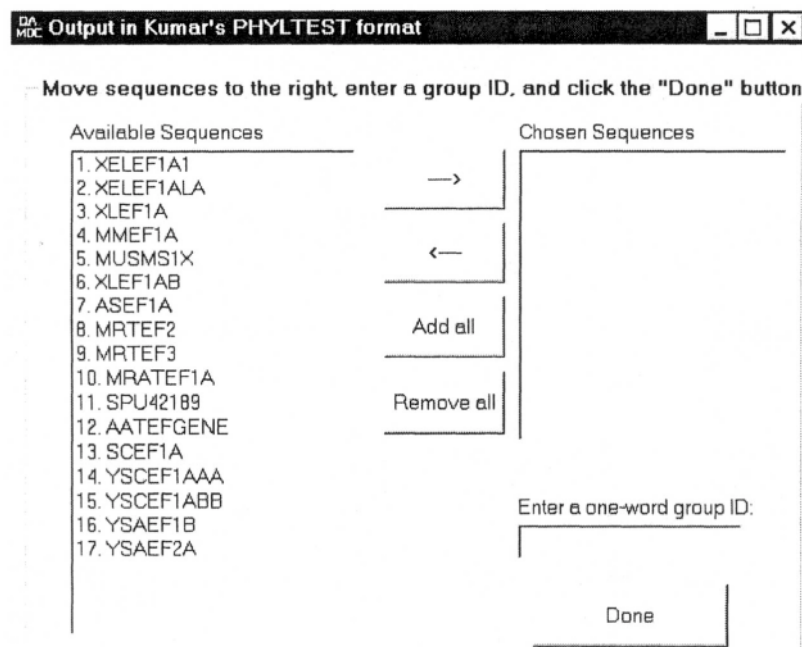 DA
MDC Output in Kumar's PHYLTEST format
Move sequences to the right, enter a group ID, and click the "Done" button
Available Sequences
1. XELEF1A1
2. XELEF1ALA
3. XLEF1A
4. MMEF1A
5. MUSMS1X
6. XLEF1AB
7. ASEF1A
8. MRTEF2
9. MRTEF3
10. MRATEF1A
11. SPU42189
12. AATEFGENE
13. SCEF1A
14. YSCEF1AAA
15. YSCEF1ABB
16. YSAEF1B
17. YSAEF2A
—>
<—
Add all
Remove all
Chosen Sequences
Enter a one-word group ID:
Done